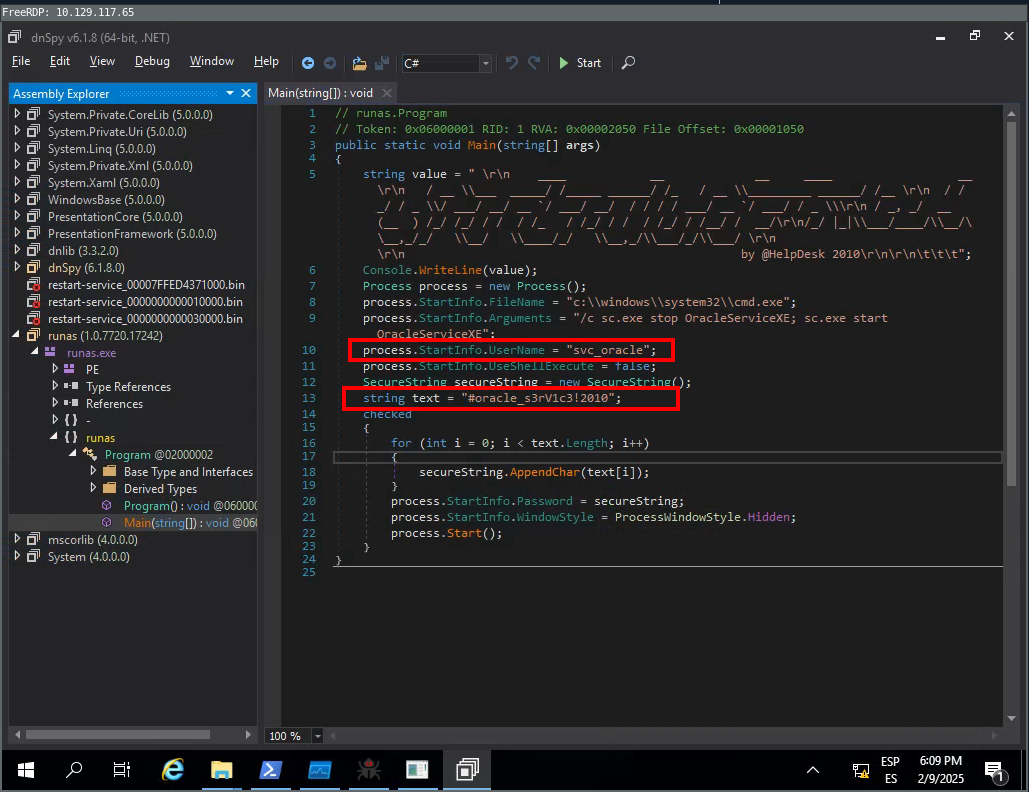 FreeRDP: 10.129.117.65
dnSpy v6.1.8 (64-bit, .NET)
File Edit View Debug Window Help C# Start
Assembly Explorer
System.Private.CoreLib (5.0.0.0)
System.Private.Uri (5.0.0.0)
System.Linq (5.0.0.0)
System.Private.Xml (5.0.0.0)
System.Xaml (5.0.0.0)
WindowsBase (5.0.0.0)
PresentationCore (5.0.0.0)
PresentationFramework (5.0.0.0)
dnlib (3.3.2.0)
dnSpy (6.1.8.0)
restart-service_00007FFED4371000.bin
restart-service_0000000000010000.bin
restart-service_0000000000030000.bin
runas (1.0.7720.17242)
runas.exe
PE
Type References
References
{ } -
{ } runas
Program @02000002
Base Type and Interfaces
Derived Types
Program() : void @060000
Main(string[]) : void @060
mscorlib (4.0.0.0)
System (4.0.0.0)
Main(string[]) : void
1 // runas.Program
2 // Token: 0x06000001 RID: 1 RVA: 0x00002050 File Offset: 0x00001050
3 public static void Main(string[] args)
4 {
5 string value = " \r\n
by @HelpDesk 2010\r\n\r\n\t\t\t";
6 Console.WriteLine(value);
7 Process process = new Process();
8 process.StartInfo.FileName = "c:\\windows\\system32\\cmd.exe";
9 process.StartInfo.Arguments = "/c sc.exe stop OracleServiceXE; sc.exe start
OracleServiceXE";
10 process.StartInfo.UserName = "svc_oracle";
11 process.StartInfo.UseShellExecute = false;
12 SecureString secureString = new SecureString();
13 string text = "#oracle_s3rV1c3!2010";
14 checked
15 {
16 for (int i = 0; i < text.Length; i++)
17 {
18 secureString.AppendChar(text[i]);
19 }
20 process.StartInfo.Password = secureString;
21 process.StartInfo.WindowStyle = ProcessWindowStyle.Hidden;
22 process.Start();
23 }
24 }
25
100 %
ESP
ES
6:09 PM
2/9/2025
1